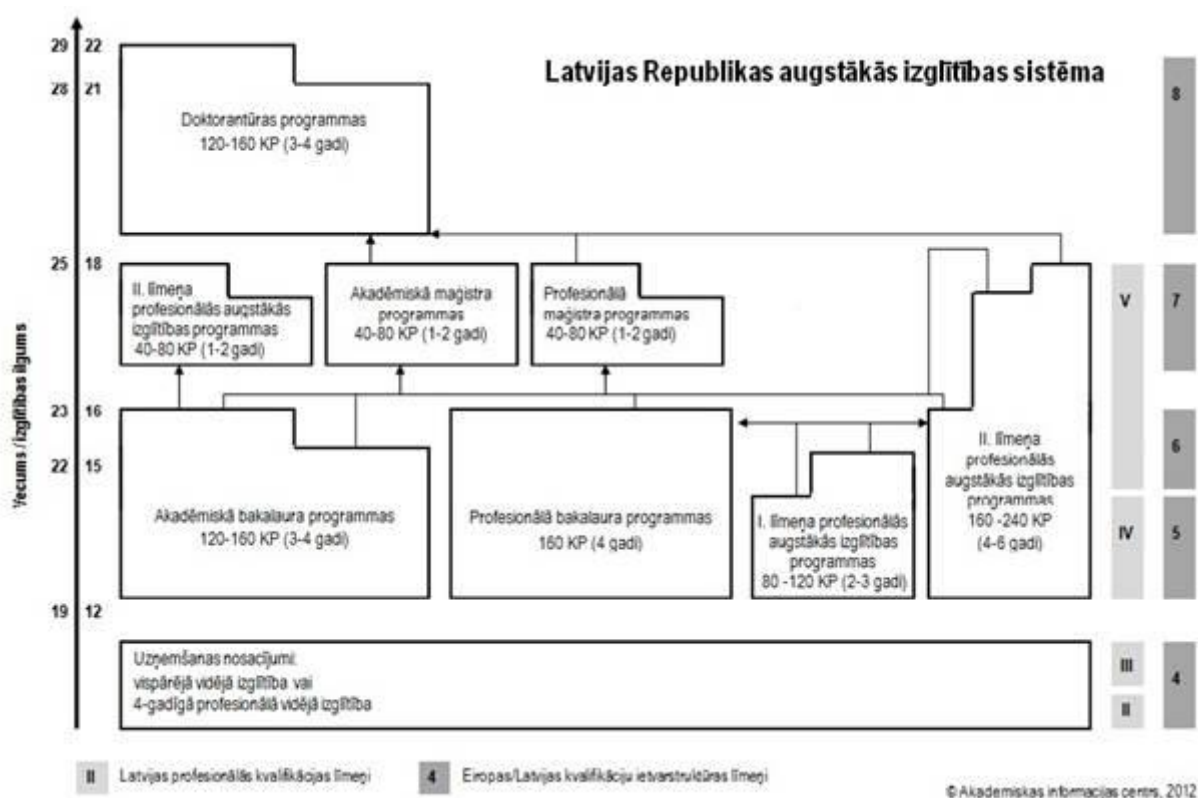 Latvijas Republikas augstākās izglītības sistēma
29 22
28 21
Doktorantūras programmas
120-160 KP (3-4 gadi)
8
25 18
II. līmeņa
profesionālās augstākās
izglītības programmas
40-80 KP (1-2 gadi)
Akadēmiskā maģistra
programmas
40-80 KP (1-2 gadi)
Profesionālā
maģistra programmas
40-80 KP (1-2 gadi)
V
7
Vecums / izglītības ilgums
23 16
22 15
Akadēmiskā bakalaura programmas
120-160 KP (3-4 gadi)
Profesionālā bakalaura programmas
160 KP (4 gadi)
I. līmeņa profesionālās
augstākās izglītības
programmas
80 -120 KP (2-3 gadi)
II. līmeņa
profesionālās
augstākās izglītības
programmas
160 -240 KP
(4-6 gadi)
6
IV
5
19 12
Uzņemšanas nosacījumi:
vispārējā vidējā izglītība vai
4-gadīgā profesionālā vidējā izglītība
III
II
4
II Latvijas profesionālās kvalifikācijas līmeņi
4 Eiropas/Latvijas kvalifikāciju ietvarstruktūras līmeņi
© Akadēmiskās informācijas centrs, 2012